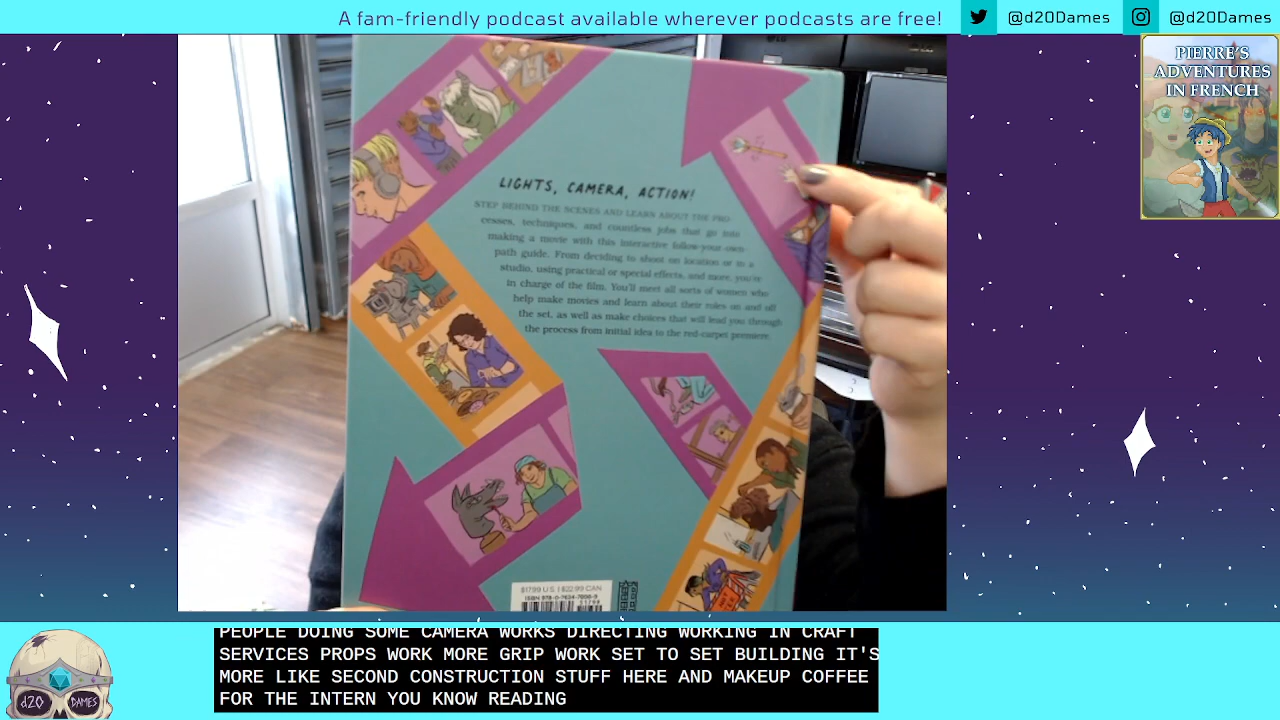 A fam-friendly podcast available wherever podcasts are free!
@d20Dames
@d20Dames
PIERRE'S
ADVENTURES
IN FRENCH
LIGHTS, CAMERA, ACTION!
STEP BEHIND THE SCENES AND LEARN ABOUT THE PRO-
cesses, techniques, and countless jobs that go into
making a movie with this interactive follow-your-own-
path guide. From deciding to shoot on location or in a
studio, using practical or special effects, and more, you're
in charge of the film. You'll meet all sorts of women who
help make movies and learn about their roles on and off
the set, as well as make choices that will lead you through
the process from initial idea to the red-carpet premiere.
$17.99 U.S. | $22.99 CAN.
d20 DAMES
PEOPLE DOING SOME CAMERA WORKS DIRECTING WORKING IN CRAFT
SERVICES PROPS WORK MORE GRIP WORK SET TO SET BUILDING IT'S
MORE LIKE SECOND CONSTRUCTION STUFF HERE AND MAKEUP COFFEE
FOR THE INTERN YOU KNOW READING